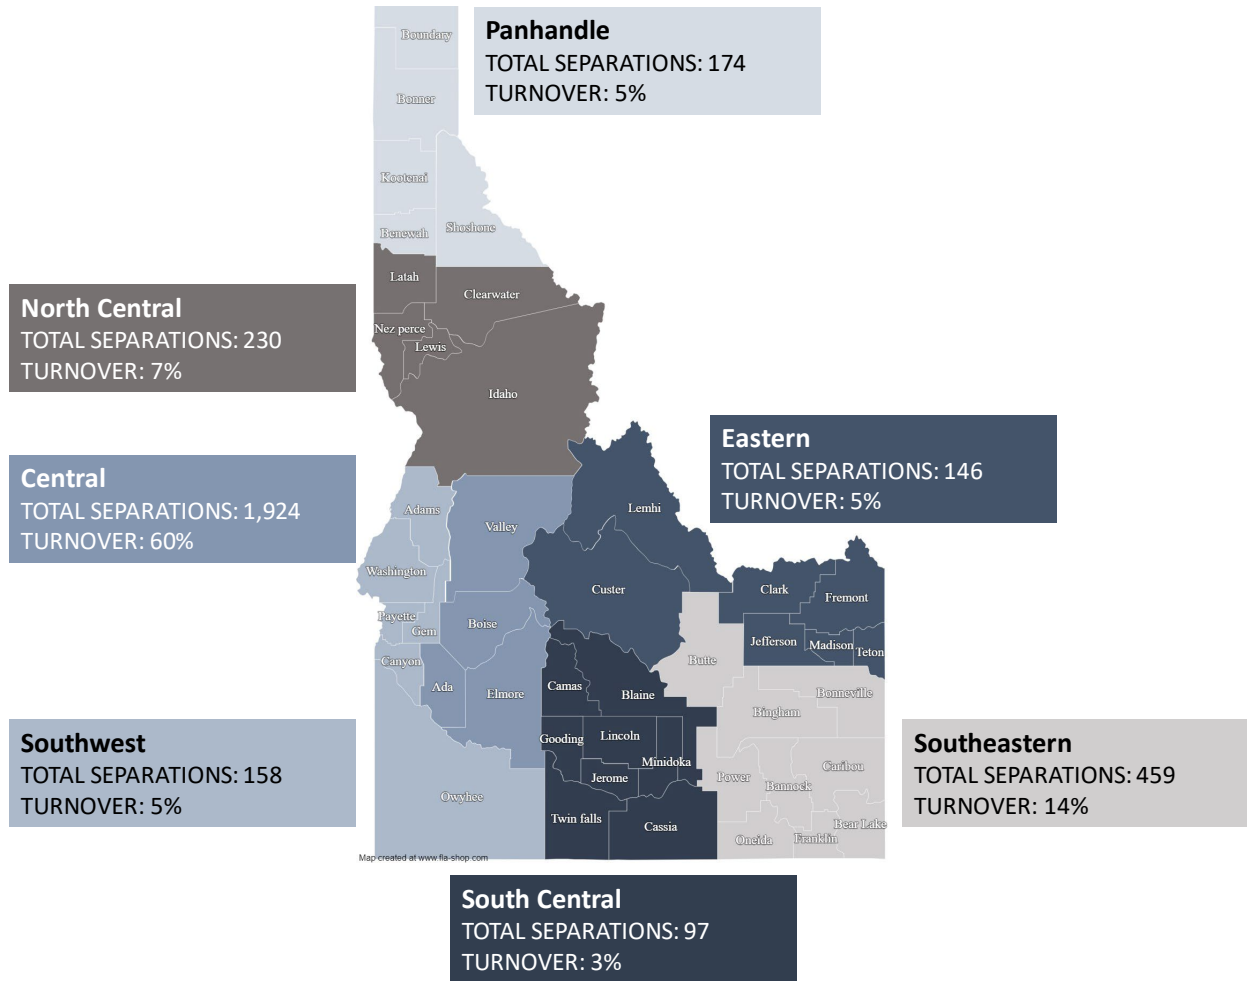 Panhandle
TOTAL SEPARATIONS: 174
TURNOVER: 5%
Boundary
Bonner
Kootenai
Benewah
Shoshone
North Central
TOTAL SEPARATIONS: 230
TURNOVER: 7%
Latah
Clearwater
Nez perce
Lewis
Idaho
Eastern
TOTAL SEPARATIONS: 146
TURNOVER: 5%
Central
TOTAL SEPARATIONS: 1,924
TURNOVER: 60%
Adams
Valley
Lemhi
Washington
Custer
Clark
Fremont
Payette
Gem
Boise
Jefferson
Madison
Teton
Canyon
Ada
Elmore
Camas
Blaine
Butte
Bonneville
Bingham
Southwest
TOTAL SEPARATIONS: 158
TURNOVER: 5%
Gooding
Lincoln
Minidoka
Jerome
Power
Bannock
Caribou
Owyhee
Twin falls
Cassia
Oneida
Franklin
Bear Lake
Southeastern
TOTAL SEPARATIONS: 459
TURNOVER: 14%
Map created at www.fla-shop.com
South Central
TOTAL SEPARATIONS: 97
TURNOVER: 3%